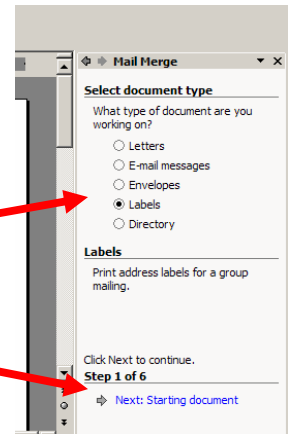 Mail Merge
Select document type
What type of document are you
working on?
Letters
E-mail messages
Envelopes
Labels
Directory
Labels
Print address labels for a group
mailing.
Click Next to continue.
Step 1 of 6
Next: Starting document